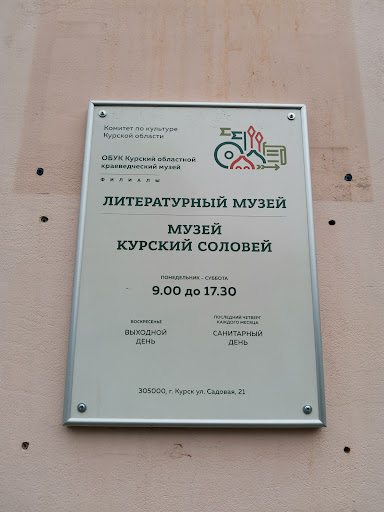 Комитет по культуре
Курской области
ОБУК Курский областной
краеведческий музей
ФИЛИАЛЫ
ЛИТЕРАТУРНЫЙ МУЗЕЙ
МУЗЕЙ
КУРСКИЙ СОЛОВЕЙ
ПОНЕДЕЛЬНИК - СУББОТА
9.00 до 17.30
ВОСКРЕСЕНЬЕ
ВЫХОДНОЙ
ДЕНЬ
ПОСЛЕДНИЙ ЧЕТВЕРГ
КАЖДОГО МЕСЯЦА
САНИТАРНЫЙ
ДЕНЬ
305000, г. Курск ул. Садовая, 21